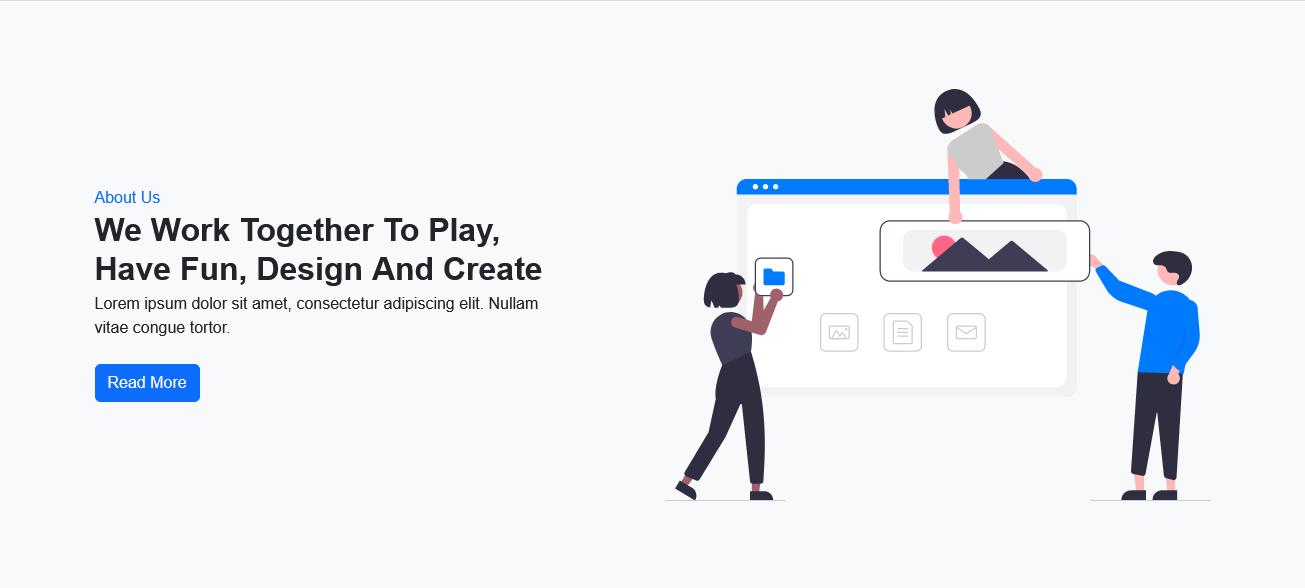 About Us
We Work Together To Play,
Have Fun, Design And Create
Lorem ipsum dolor sit amet, consectetur adipiscing elit. Nullam
vitae congue tortor.
Read More